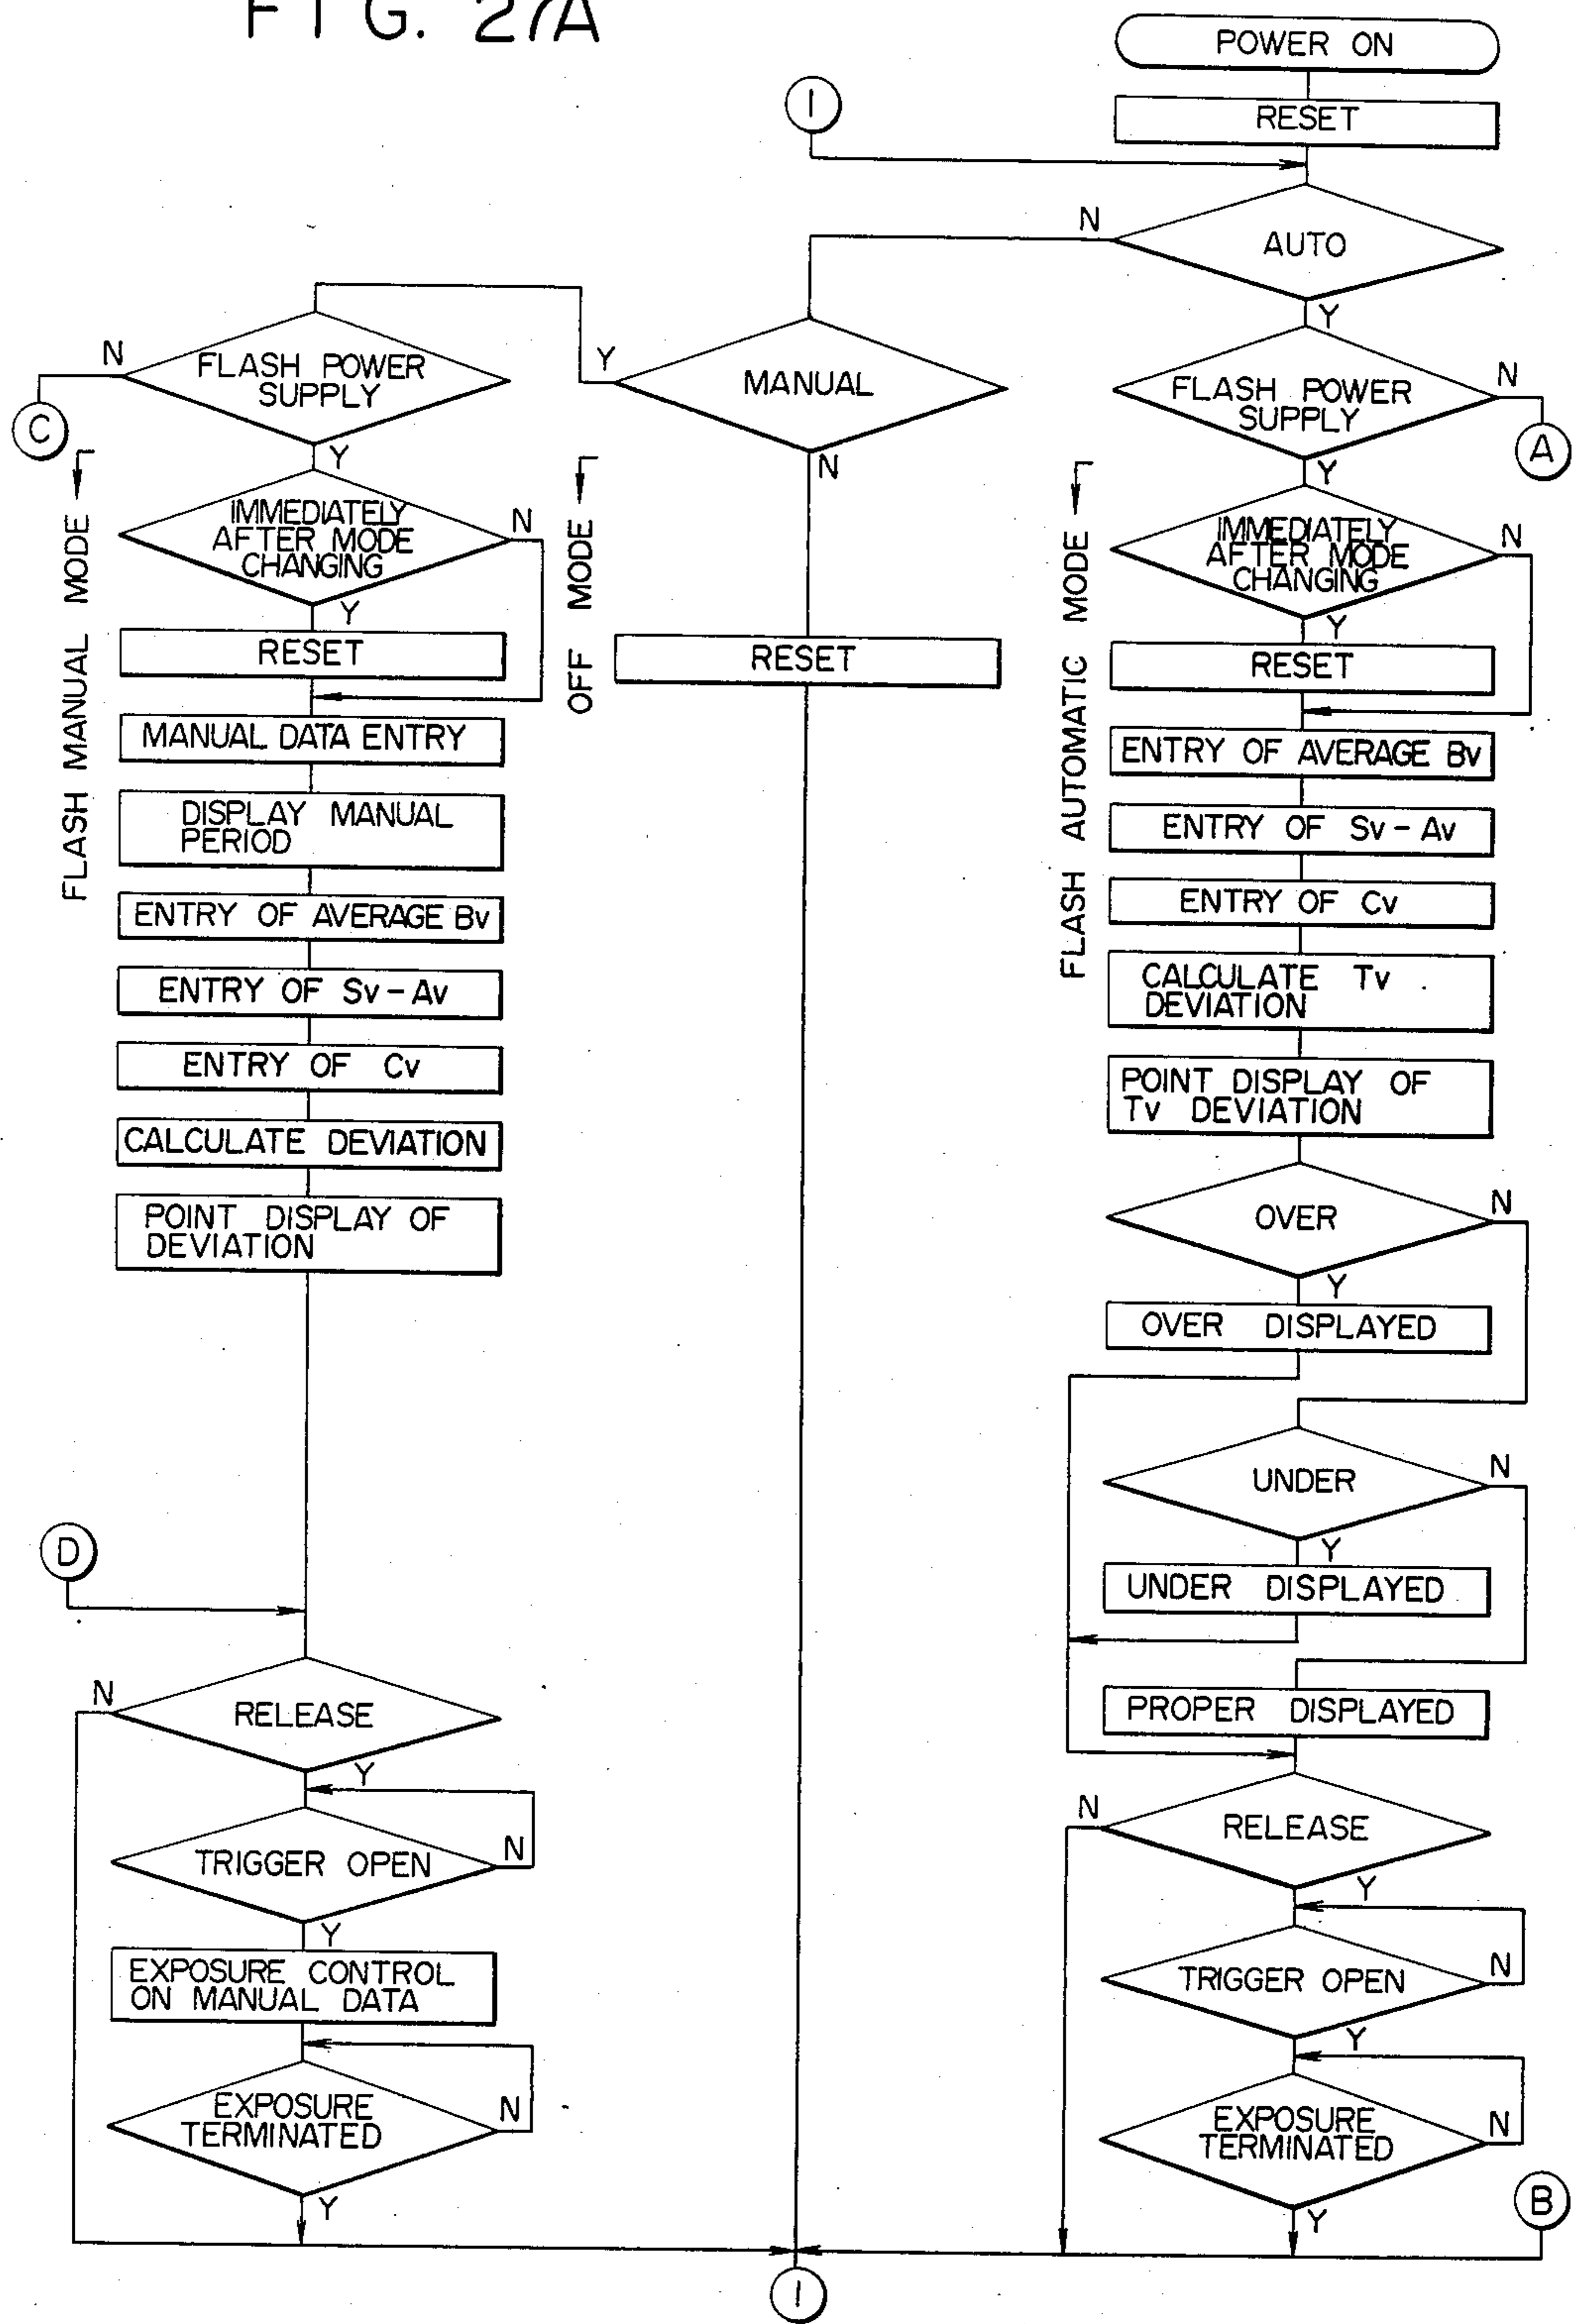 FIG. 27A
POWER ON
RESET
1
AUTO
N
Y
FLASH POWER
SUPPLY
N
A
Y
MANUAL
Y
N
FLASH POWER
SUPPLY
N
C
Y
FLASH MANUAL MODE
IMMEDIATELY
AFTER MODE
CHANGING
N
Y
RESET
MANUAL DATA ENTRY
DISPLAY MANUAL
PERIOD
ENTRY OF AVERAGE Bv
ENTRY OF Sv - Av
ENTRY OF Cv
CALCULATE DEVIATION
POINT DISPLAY OF
DEVIATION
D
RELEASE
N
Y
TRIGGER OPEN
N
Y
EXPOSURE CONTROL
ON MANUAL DATA
EXPOSURE
TERMINATED
N
Y
OFF MODE
RESET
FLASH AUTOMATIC MODE
IMMEDIATELY
AFTER MODE
CHANGING
N
Y
RESET
ENTRY OF AVERAGE Bv
ENTRY OF Sv - Av
ENTRY OF Cv
CALCULATE Tv
DEVIATION
POINT DISPLAY OF
Tv DEVIATION
OVER
N
Y
OVER DISPLAYED
UNDER
N
Y
UNDER DISPLAYED
PROPER DISPLAYED
RELEASE
N
Y
TRIGGER OPEN
N
Y
EXPOSURE
TERMINATED
N
Y
B
1